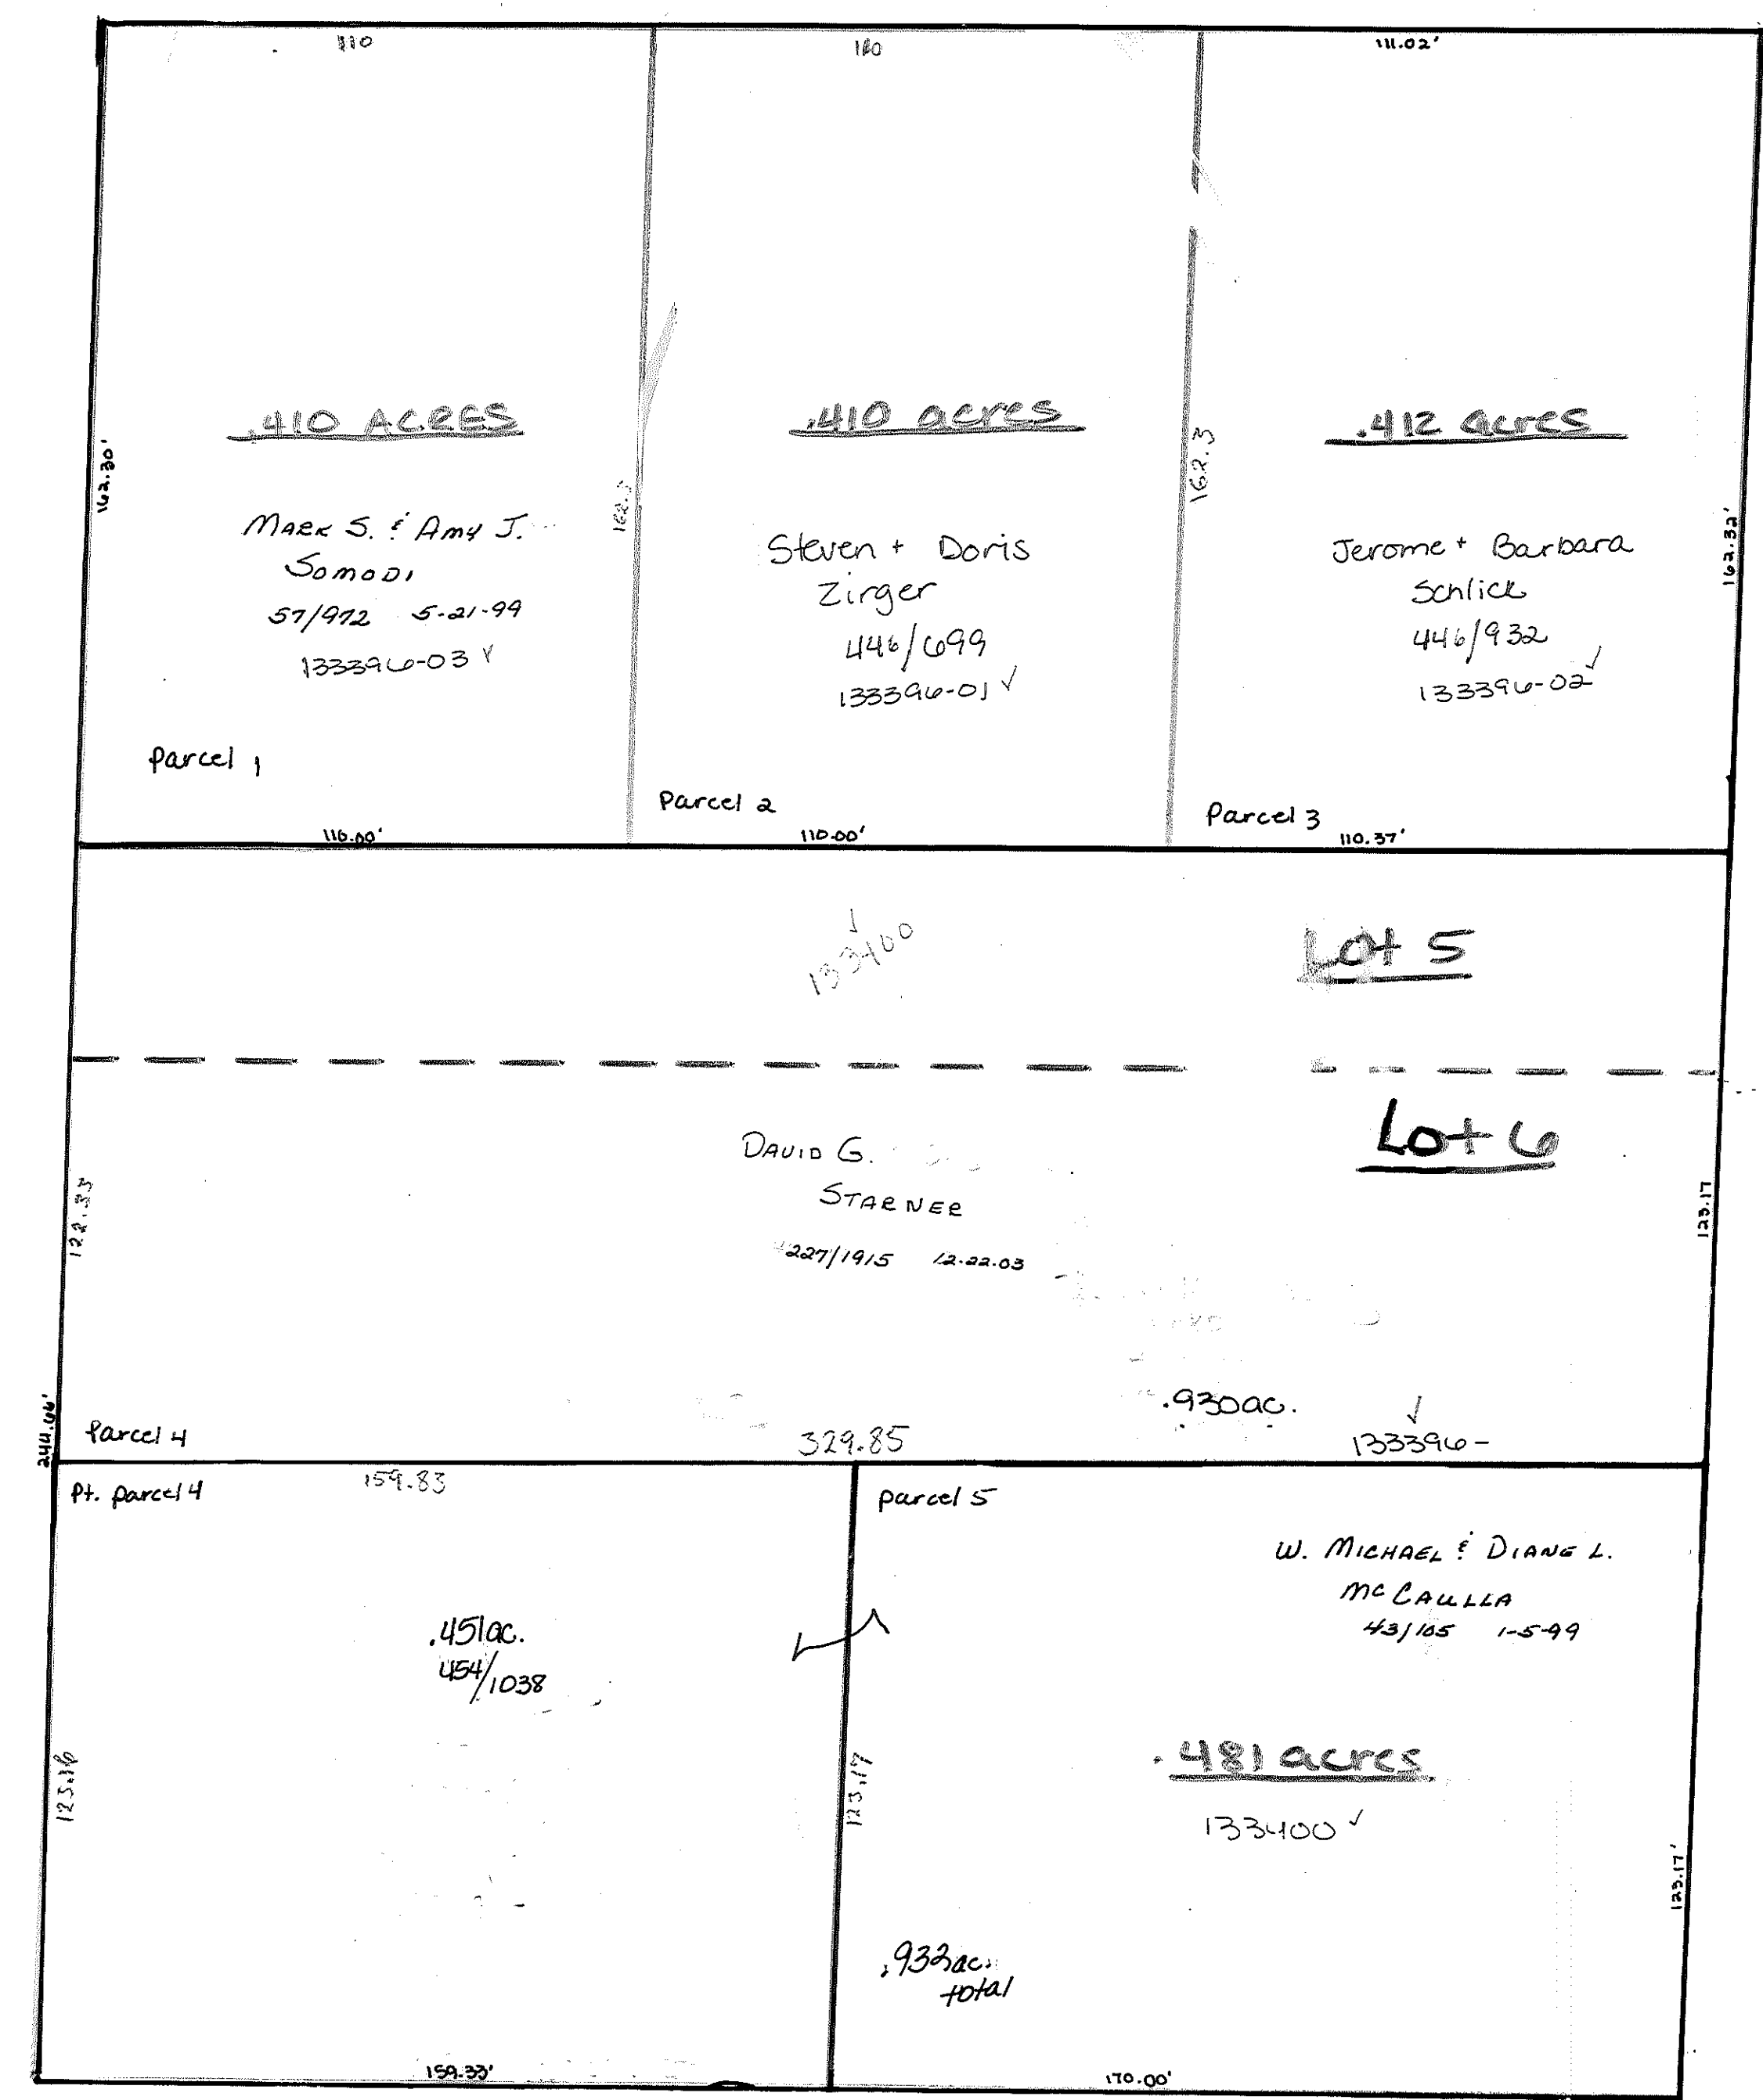 110
110
111.02'
.410 ACRES
.410 acres
.412 acres
162.30'
162.3
162.3
162.32'
MARK S. & AMY J.
SOMODI
57/972 5-21-99
133396-03 ✓
Steven + Doris
Zirger
446/699
133396-01 ✓
Jerome + Barbara
Schlick
446/932
133396-02 ✓
Parcel 1
Parcel 2
Parcel 3
110.00'
110.00'
110.37'
133400
Lot 5
Lot 6
DAVID G.
STARNER
227/1915 12-22-03
122.33
123.17
244.66'
.930ac.
Parcel 4
329.85
133396-
Pt. parcel 4
159.83
parcel 5
W. MICHAEL & DIANE L.
McCAULLA
43/105 1-5-99
.451ac.
454/1038
.481 acres
133400 ✓
123.16
123.17
123.17'
.932ac.
total
159.33'
170.00'